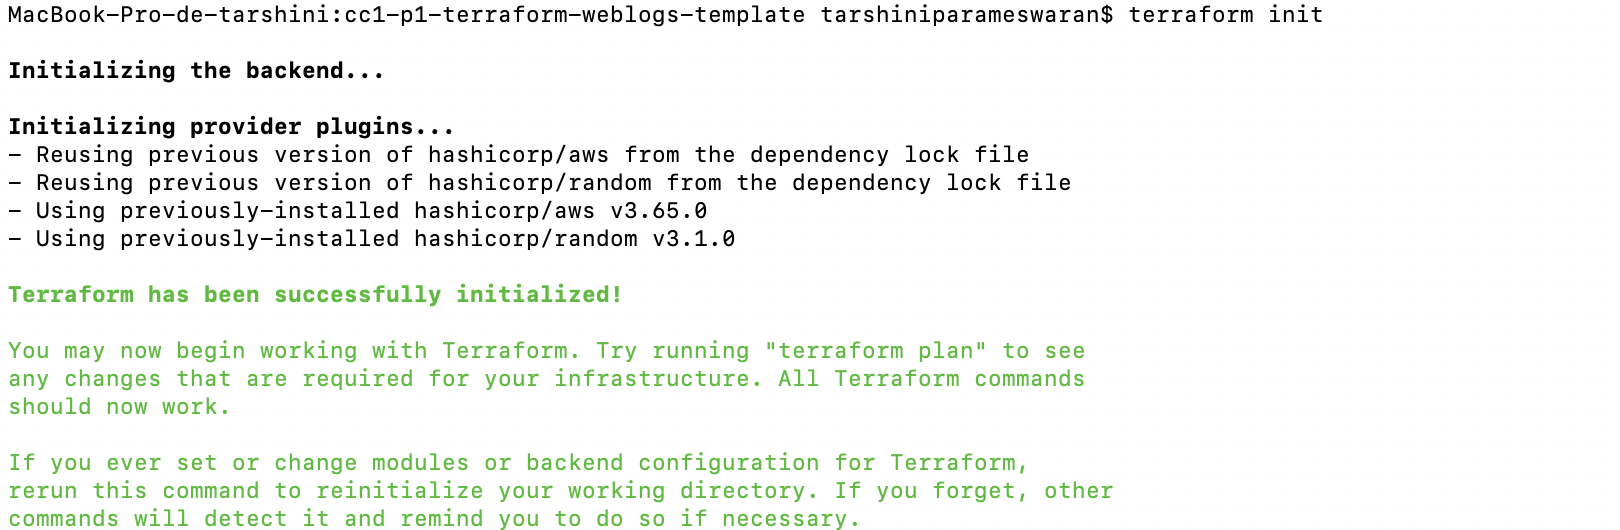 MacBook-Pro-de-tarshini:cc1-p1-terraform-weblogs-template tarshiniparameswaran$ terraform init
Initializing the backend...
Initializing provider plugins...
- Reusing previous version of hashicorp/aws from the dependency lock file
- Reusing previous version of hashicorp/random from the dependency lock file
- Using previously-installed hashicorp/aws v3.65.0
- Using previously-installed hashicorp/random v3.1.0
Terraform has been successfully initialized!
You may now begin working with Terraform. Try running "terraform plan" to see
any changes that are required for your infrastructure. All Terraform commands
should now work.
If you ever set or change modules or backend configuration for Terraform,
rerun this command to reinitialize your working directory. If you forget, other
commands will detect it and remind you to do so if necessary.